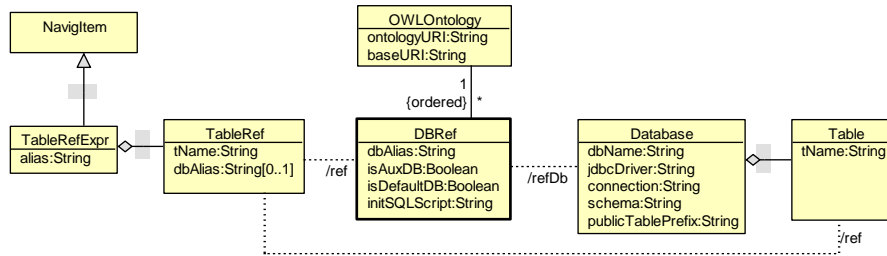 NavigItem
OWLOntology
ontologyURI:String
baseURI:String
1
{ordered} *
TableRefExpr
alias:String
TableRef
tName:String
dbAlias:String[0..1]
/ref
DBRef
dbAlias:String
isAuxDB:Boolean
isDefaultDB:Boolean
initSQLScript:String
/refDb
Database
dbName:String
jdbcDriver:String
connection:String
schema:String
publicTablePrefix:String
Table
tName:String
/ref